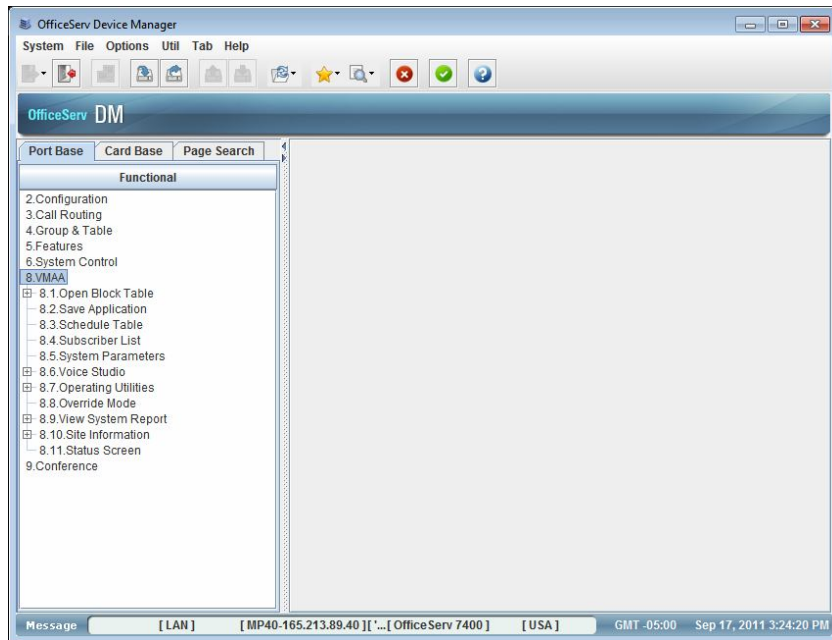 OfficeServ Device Manager
System File Options Util Tab Help
OfficeServ DM
Port Base Card Base Page Search
Functional
2.Configuration
3.Call Routing
4.Group & Table
5.Features
6.System Control
8.VMAA
8.1.Open Block Table
8.2.Save Application
8.3.Schedule Table
8.4.Subscriber List
8.5.System Parameters
8.6.Voice Studio
8.7.Operating Utilities
8.8.Override Mode
8.9.View System Report
8.10.Site Information
8.11.Status Screen
9.Conference
Message [ LAN ] [ MP40-165.213.89.40 ][ '...[ OfficeServ 7400 ] [ USA ] GMT -05:00 Sep 17, 2011 3:24:20 PM